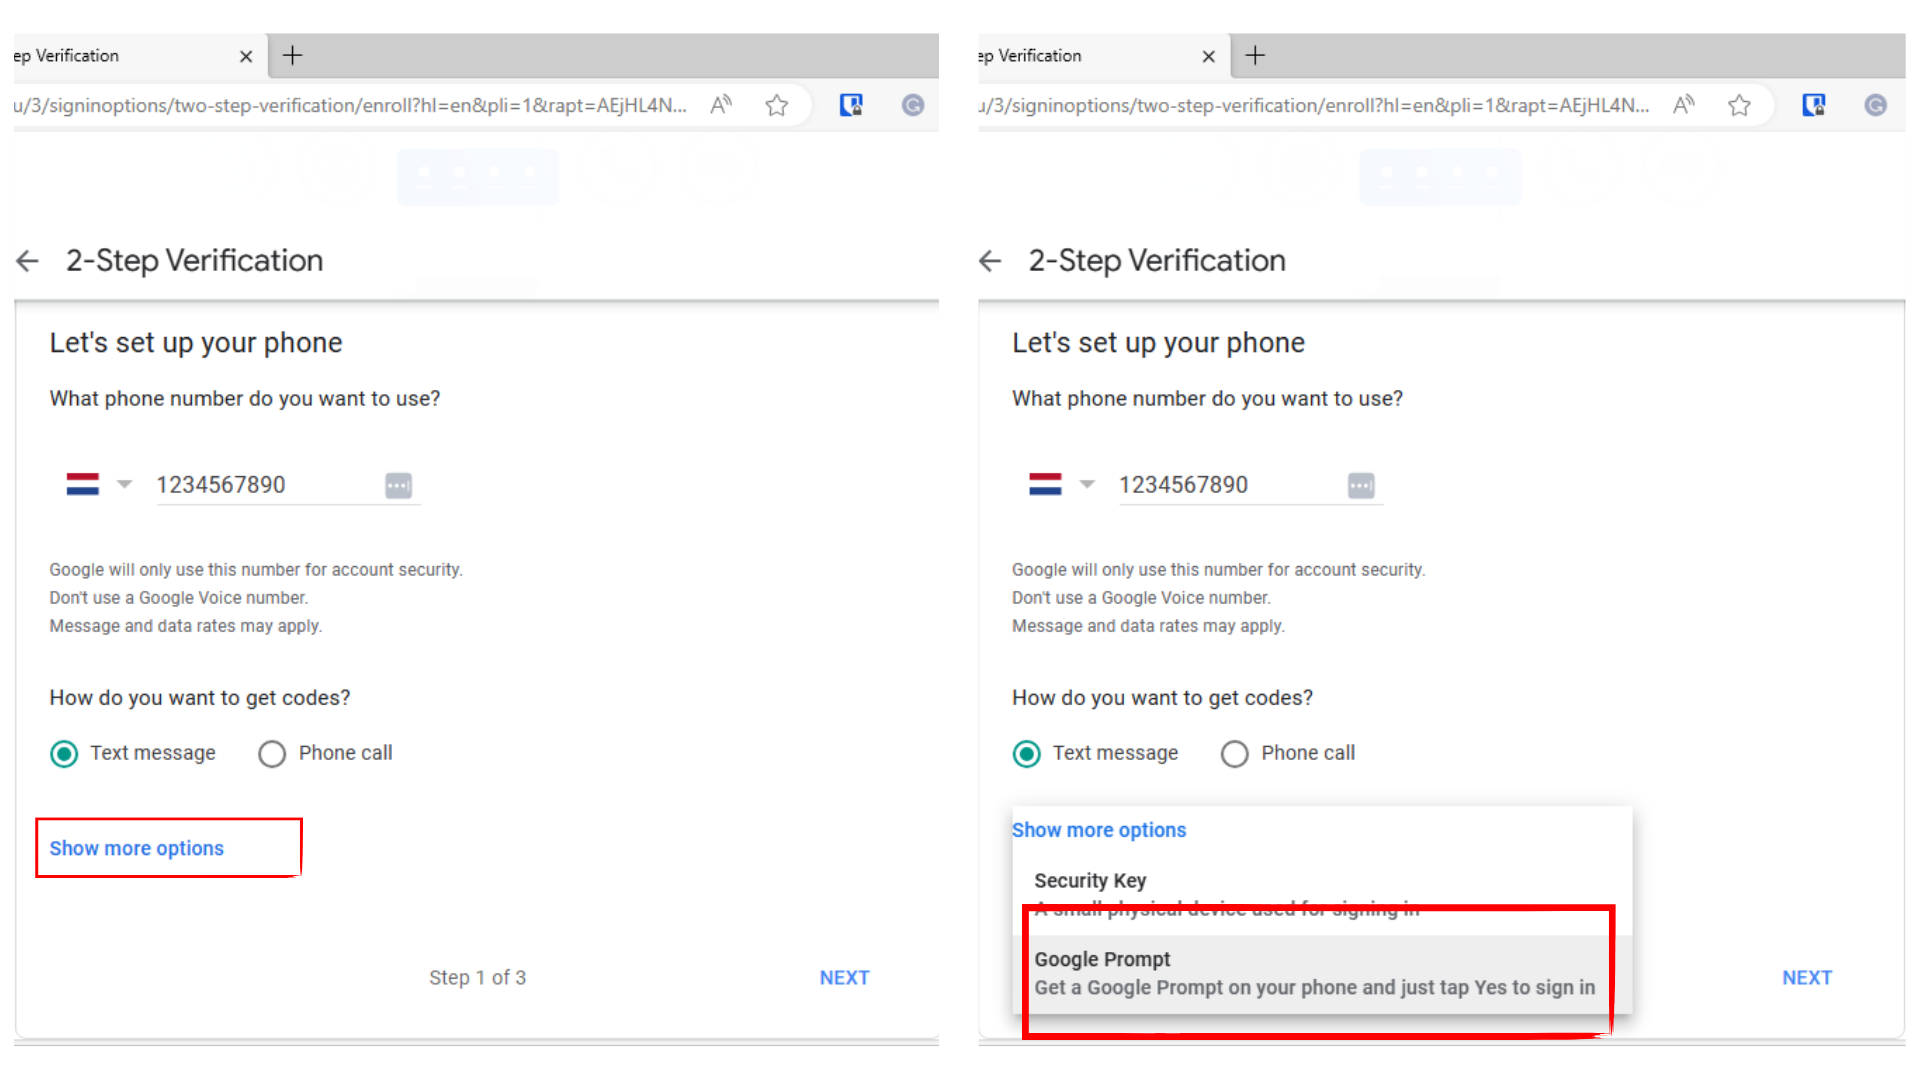 ep Verification
u/3/signinoptions/two-step-verification/enroll?hl=en&pli=1&rapt=AEjHL4N...
2-Step Verification
Let's set up your phone
What phone number do you want to use?
1234567890
Google will only use this number for account security.
Don't use a Google Voice number.
Message and data rates may apply.
How do you want to get codes?
Text message Phone call
Show more options
Step 1 of 3 NEXT
ep Verification
u/3/signinoptions/two-step-verification/enroll?hl=en&pli=1&rapt=AEjHL4N...
2-Step Verification
Let's set up your phone
What phone number do you want to use?
1234567890
Google will only use this number for account security.
Don't use a Google Voice number.
Message and data rates may apply.
How do you want to get codes?
Text message Phone call
Show more options
Security Key
A small physical device used for signing in
Google Prompt
Get a Google Prompt on your phone and just tap Yes to sign in
NEXT